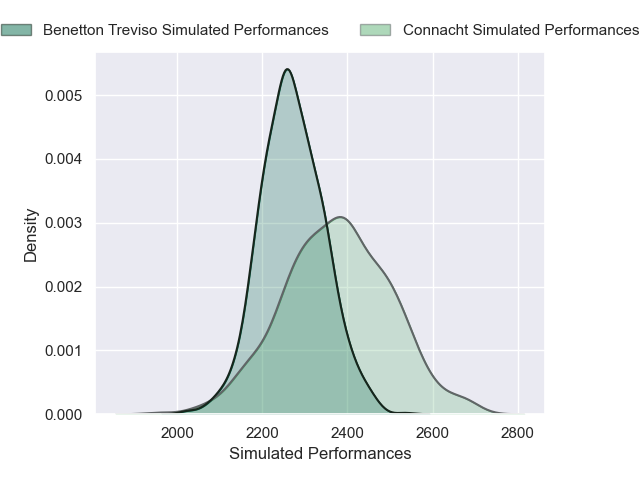 Benetton Treviso Simulated Performances
Connacht Simulated Performances
Density
0.005
0.004
0.003
0.002
0.001
0.000
2000 2200 2400 2600 2800
Simulated Performances